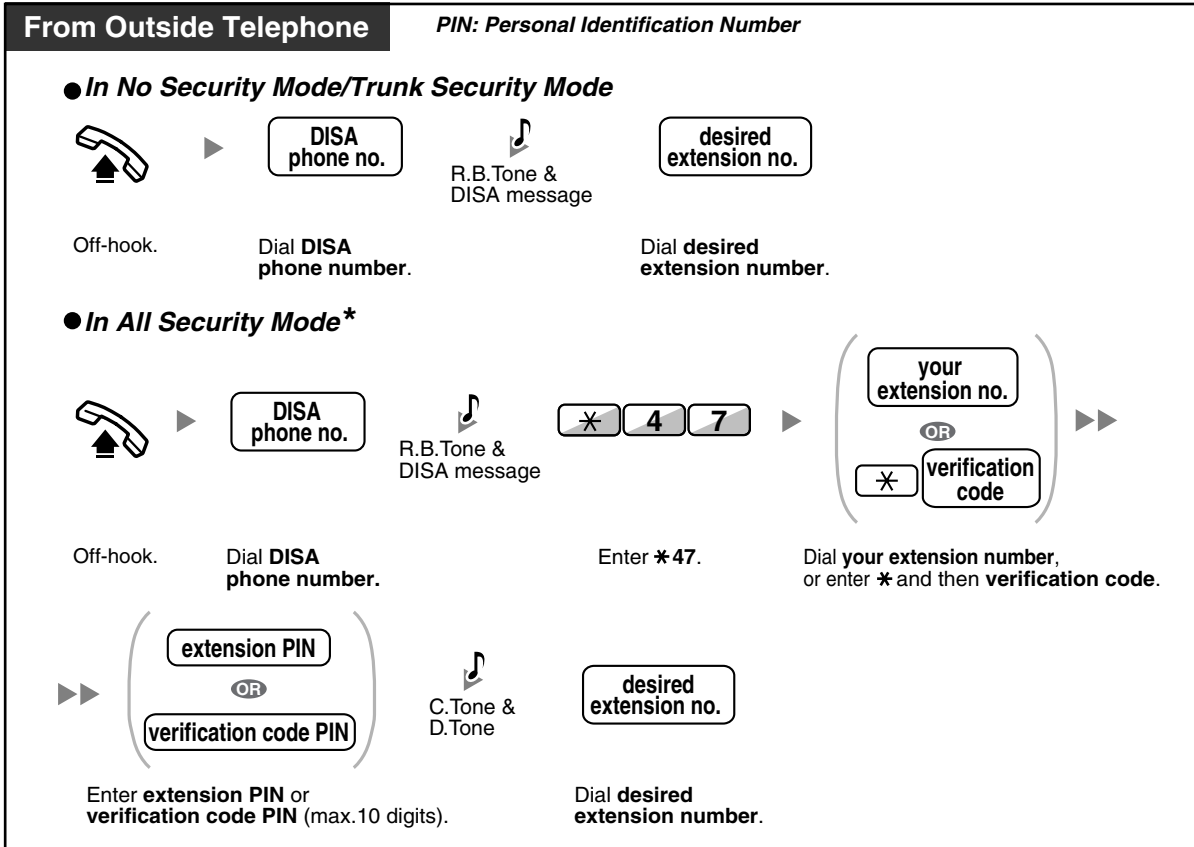 From Outside Telephone
PIN: Personal Identification Number
●In No Security Mode/Trunk Security Mode
DISA
phone no.
R.B.Tone &
DISA message
desired
extension no.
Off-hook.
Dial DISA
phone number.
Dial desired
extension number.
●In All Security Mode*
DISA
phone no.
R.B.Tone &
DISA message
* 4 7
your
extension no.
OR
* verification
code
Off-hook.
Dial DISA
phone number.
Enter *47.
Dial your extension number,
or enter * and then verification code.
extension PIN
OR
verification code PIN
C.Tone &
D.Tone
desired
extension no.
Enter extension PIN or
verification code PIN (max.10 digits).
Dial desired
extension number.